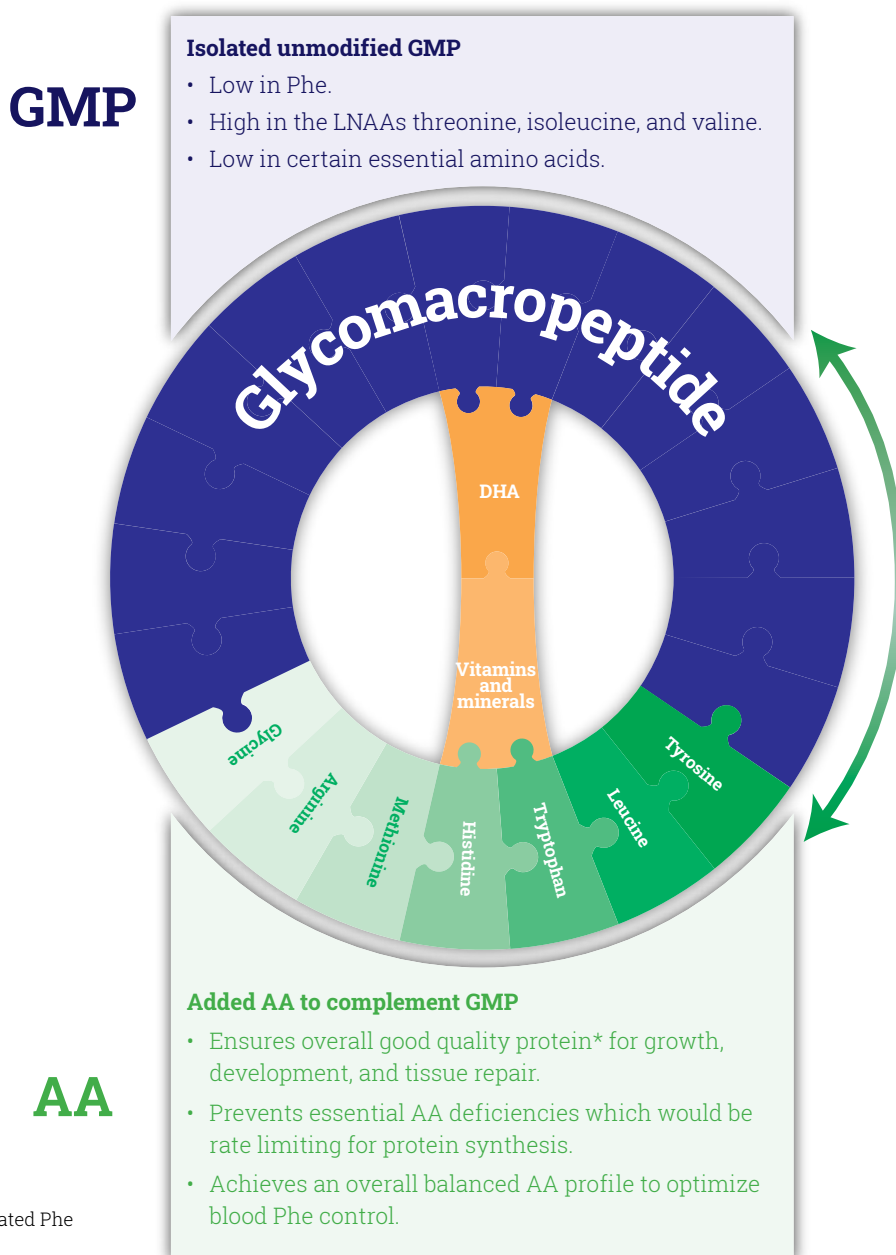 GMP
Isolated unmodified GMP
• Low in Phe.
• High in the LNAAs threonine, isoleucine, and valine.
• Low in certain essential amino acids.
Glycomacropeptide
DHA
Vitamins
and
minerals
Glycine
Arginine
Methionine
Histidine
Tryptophan
Leucine
Tyrosine
AA
Added AA to complement GMP
• Ensures overall good quality protein* for growth,
development, and tissue repair.
• Prevents essential AA deficiencies which would be
rate limiting for protein synthesis.
• Achieves an overall balanced AA profile to optimize
blood Phe control.
ated Phe